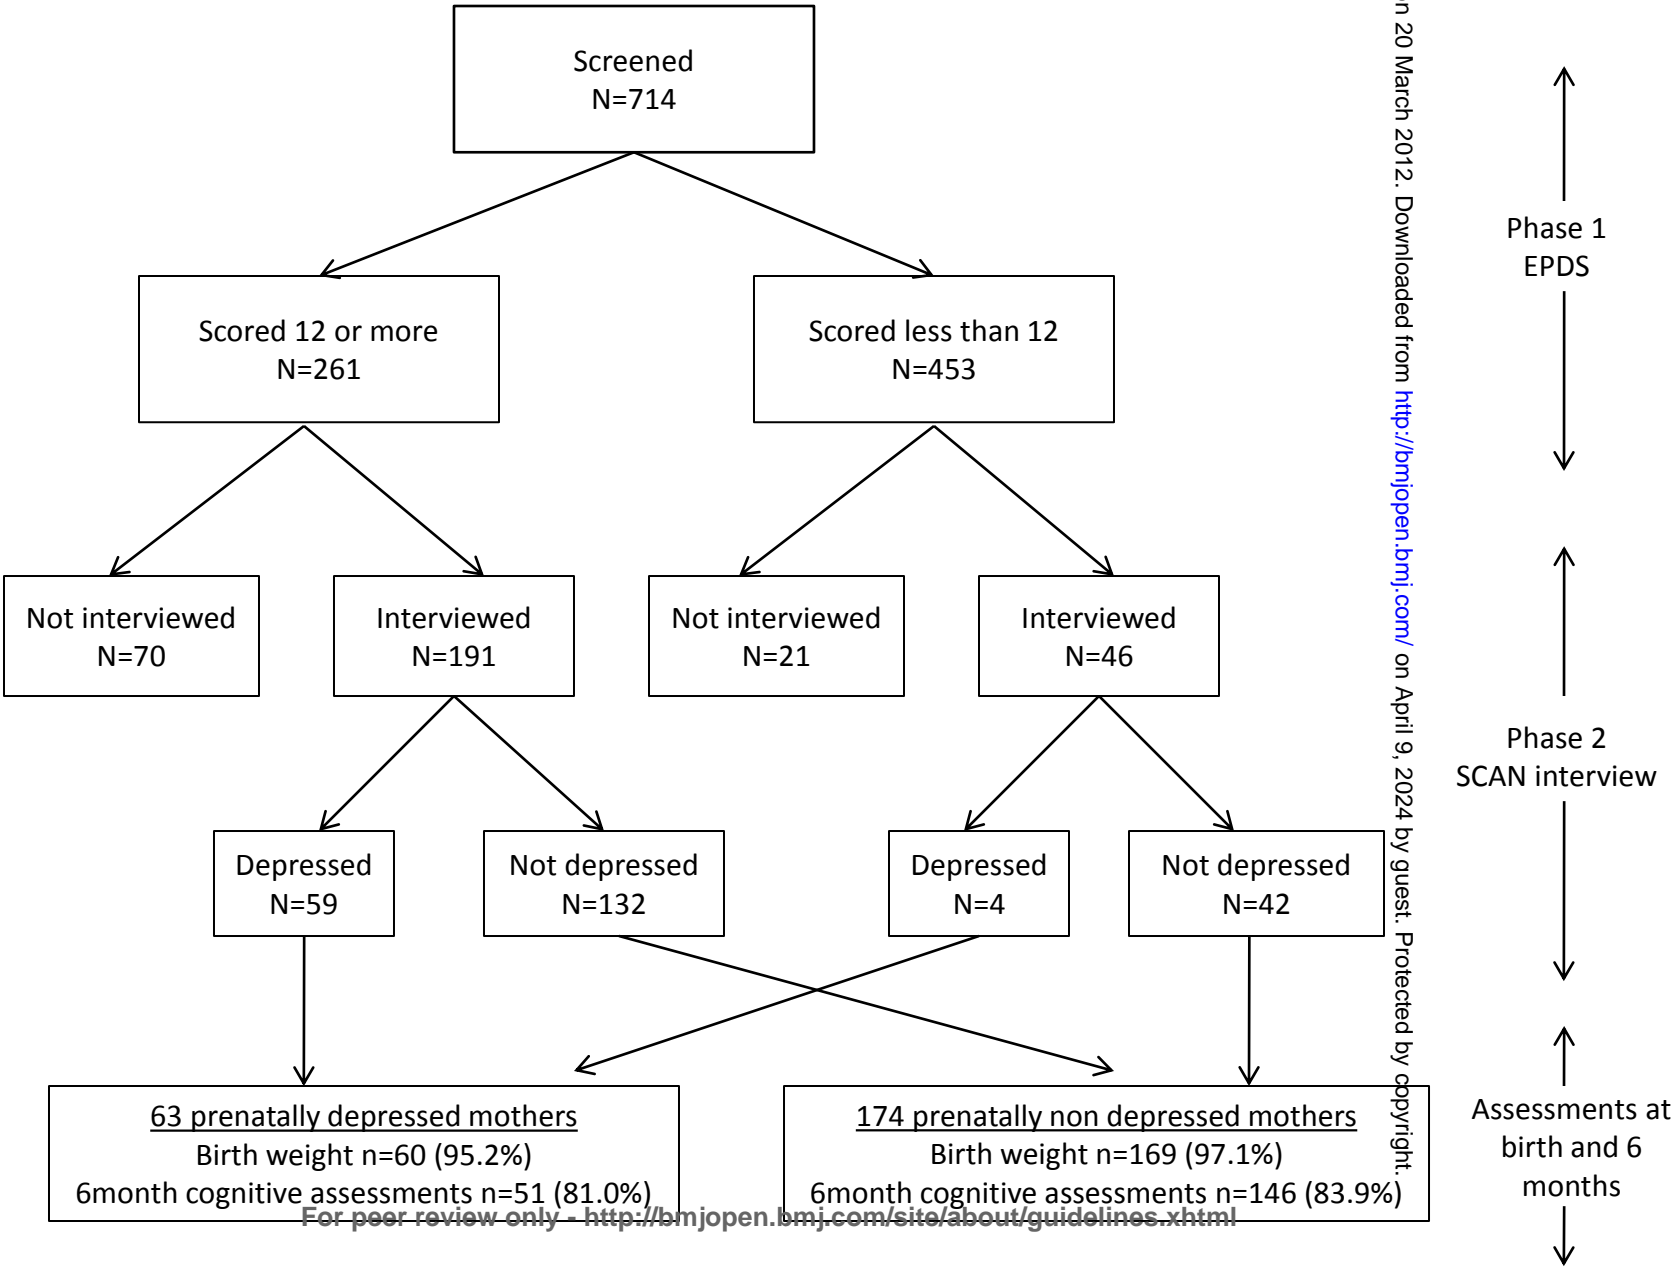 Screened
N=714
Scored 12 or more
N=261
Scored less than 12
N=453
Not interviewed
N=70
Interviewed
N=191
Not interviewed
N=21
Interviewed
N=46
Depressed
N=59
Not depressed
N=132
Depressed
N=4
Not depressed
N=42
63 prenatally depressed mothers
Birth weight n=60 (95.2%)
6month cognitive assessments n=51 (81.0%)
174 prenatally non depressed mothers
Birth weight n=169 (97.1%)
6month cognitive assessments n=146 (83.9%)
Phase 1
EPDS
Phase 2
SCAN interview
Assessments at
birth and 6
months
20 March 2012. Downloaded from http://bmjopen.bmj.com/ on April 9, 2024 by guest. Protected by copyright.
For peer review only - http://bmjopen.bmj.com/site/about/guidelines.xhtml